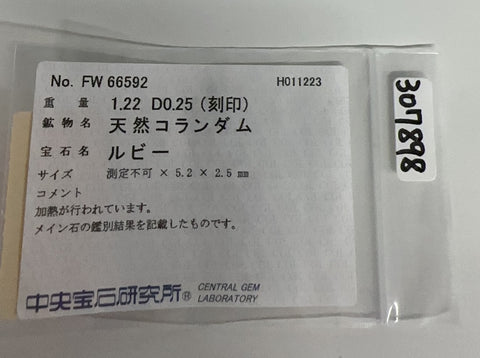 No. FW 66592 H011223
重 量 1.22 D0.25 (刻印)
鉱 物 名 天然コランダム
宝 石 名 ルビー
サ イ ズ 測定不可 × 5.2 × 2.5 mm
コメント
加熱が行われています。
メイン石の鑑別結果を記載したものです。
中央宝石研究所® CENTRAL GEM
LABORATORY
307898